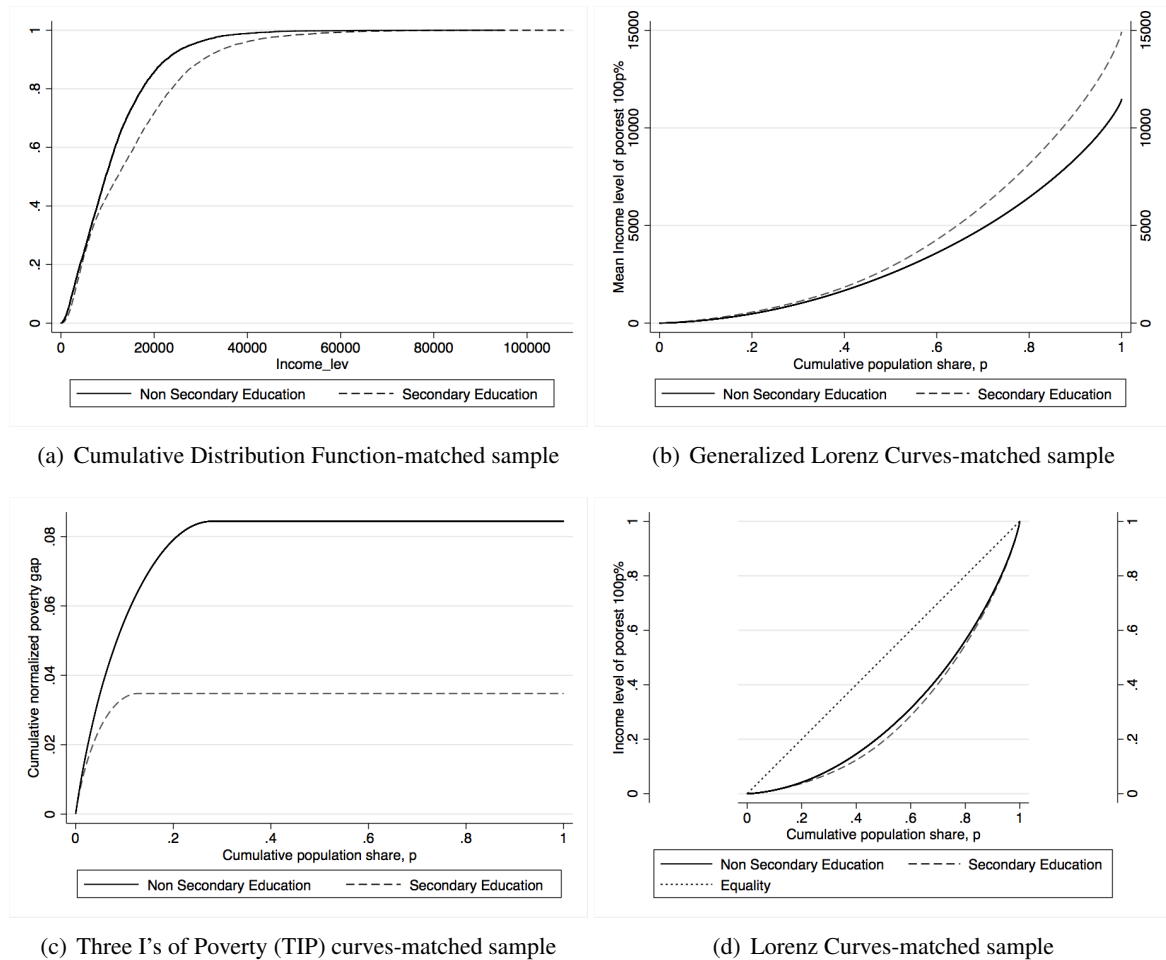 0 .2 .4 .6 .8 1
0 20000 40000 60000 80000 100000
Income_lev
Non Secondary Education Secondary Education
(a) Cumulative Distribution Function-matched sample
Mean Income level of poorest 100p%
0 5000 10000 15000
0 5000 10000 15000
0 .2 .4 .6 .8 1
Cumulative population share, p
Non Secondary Education Secondary Education
(b) Generalized Lorenz Curves-matched sample
Cumulative normalized poverty gap
0 .02 .04 .06 .08
0 .2 .4 .6 .8 1
Cumulative population share, p
Non Secondary Education Secondary Education
(c) Three I's of Poverty (TIP) curves-matched sample
Income level of poorest 100p%
0 .2 .4 .6 .8 1
0 .2 .4 .6 .8 1
0 .2 .4 .6 .8 1
Cumulative population share, p
Non Secondary Education Secondary Education
Equality
(d) Lorenz Curves-matched sample